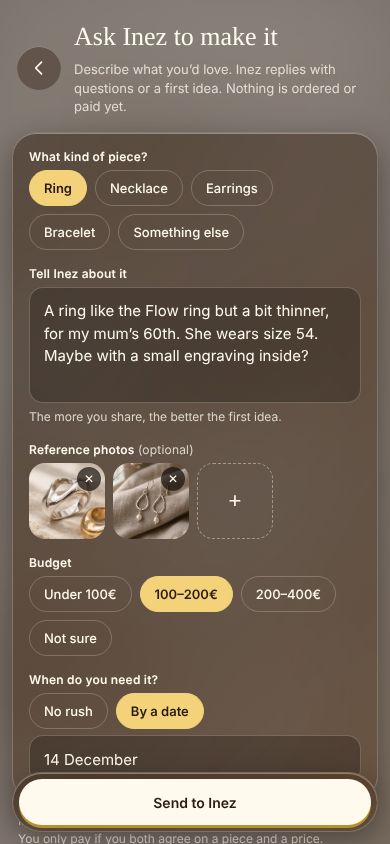 Ask Inez to make it
Describe what you’d love. Inez replies with
questions or a first idea. Nothing is ordered or
paid yet.
What kind of piece?
Ring
Necklace
Earrings
Bracelet
Something else
Tell Inez about it
A ring like the Flow ring but a bit thinner,
for my mum’s 60th. She wears size 54.
Maybe with a small engraving inside?
The more you share, the better the first idea.
Reference photos (optional)
Budget
Under 100€
100–200€
200–400€
Not sure
When do you need it?
No rush
By a date
14 December
Send to Inez
You only pay if you both agree on a piece and a price.